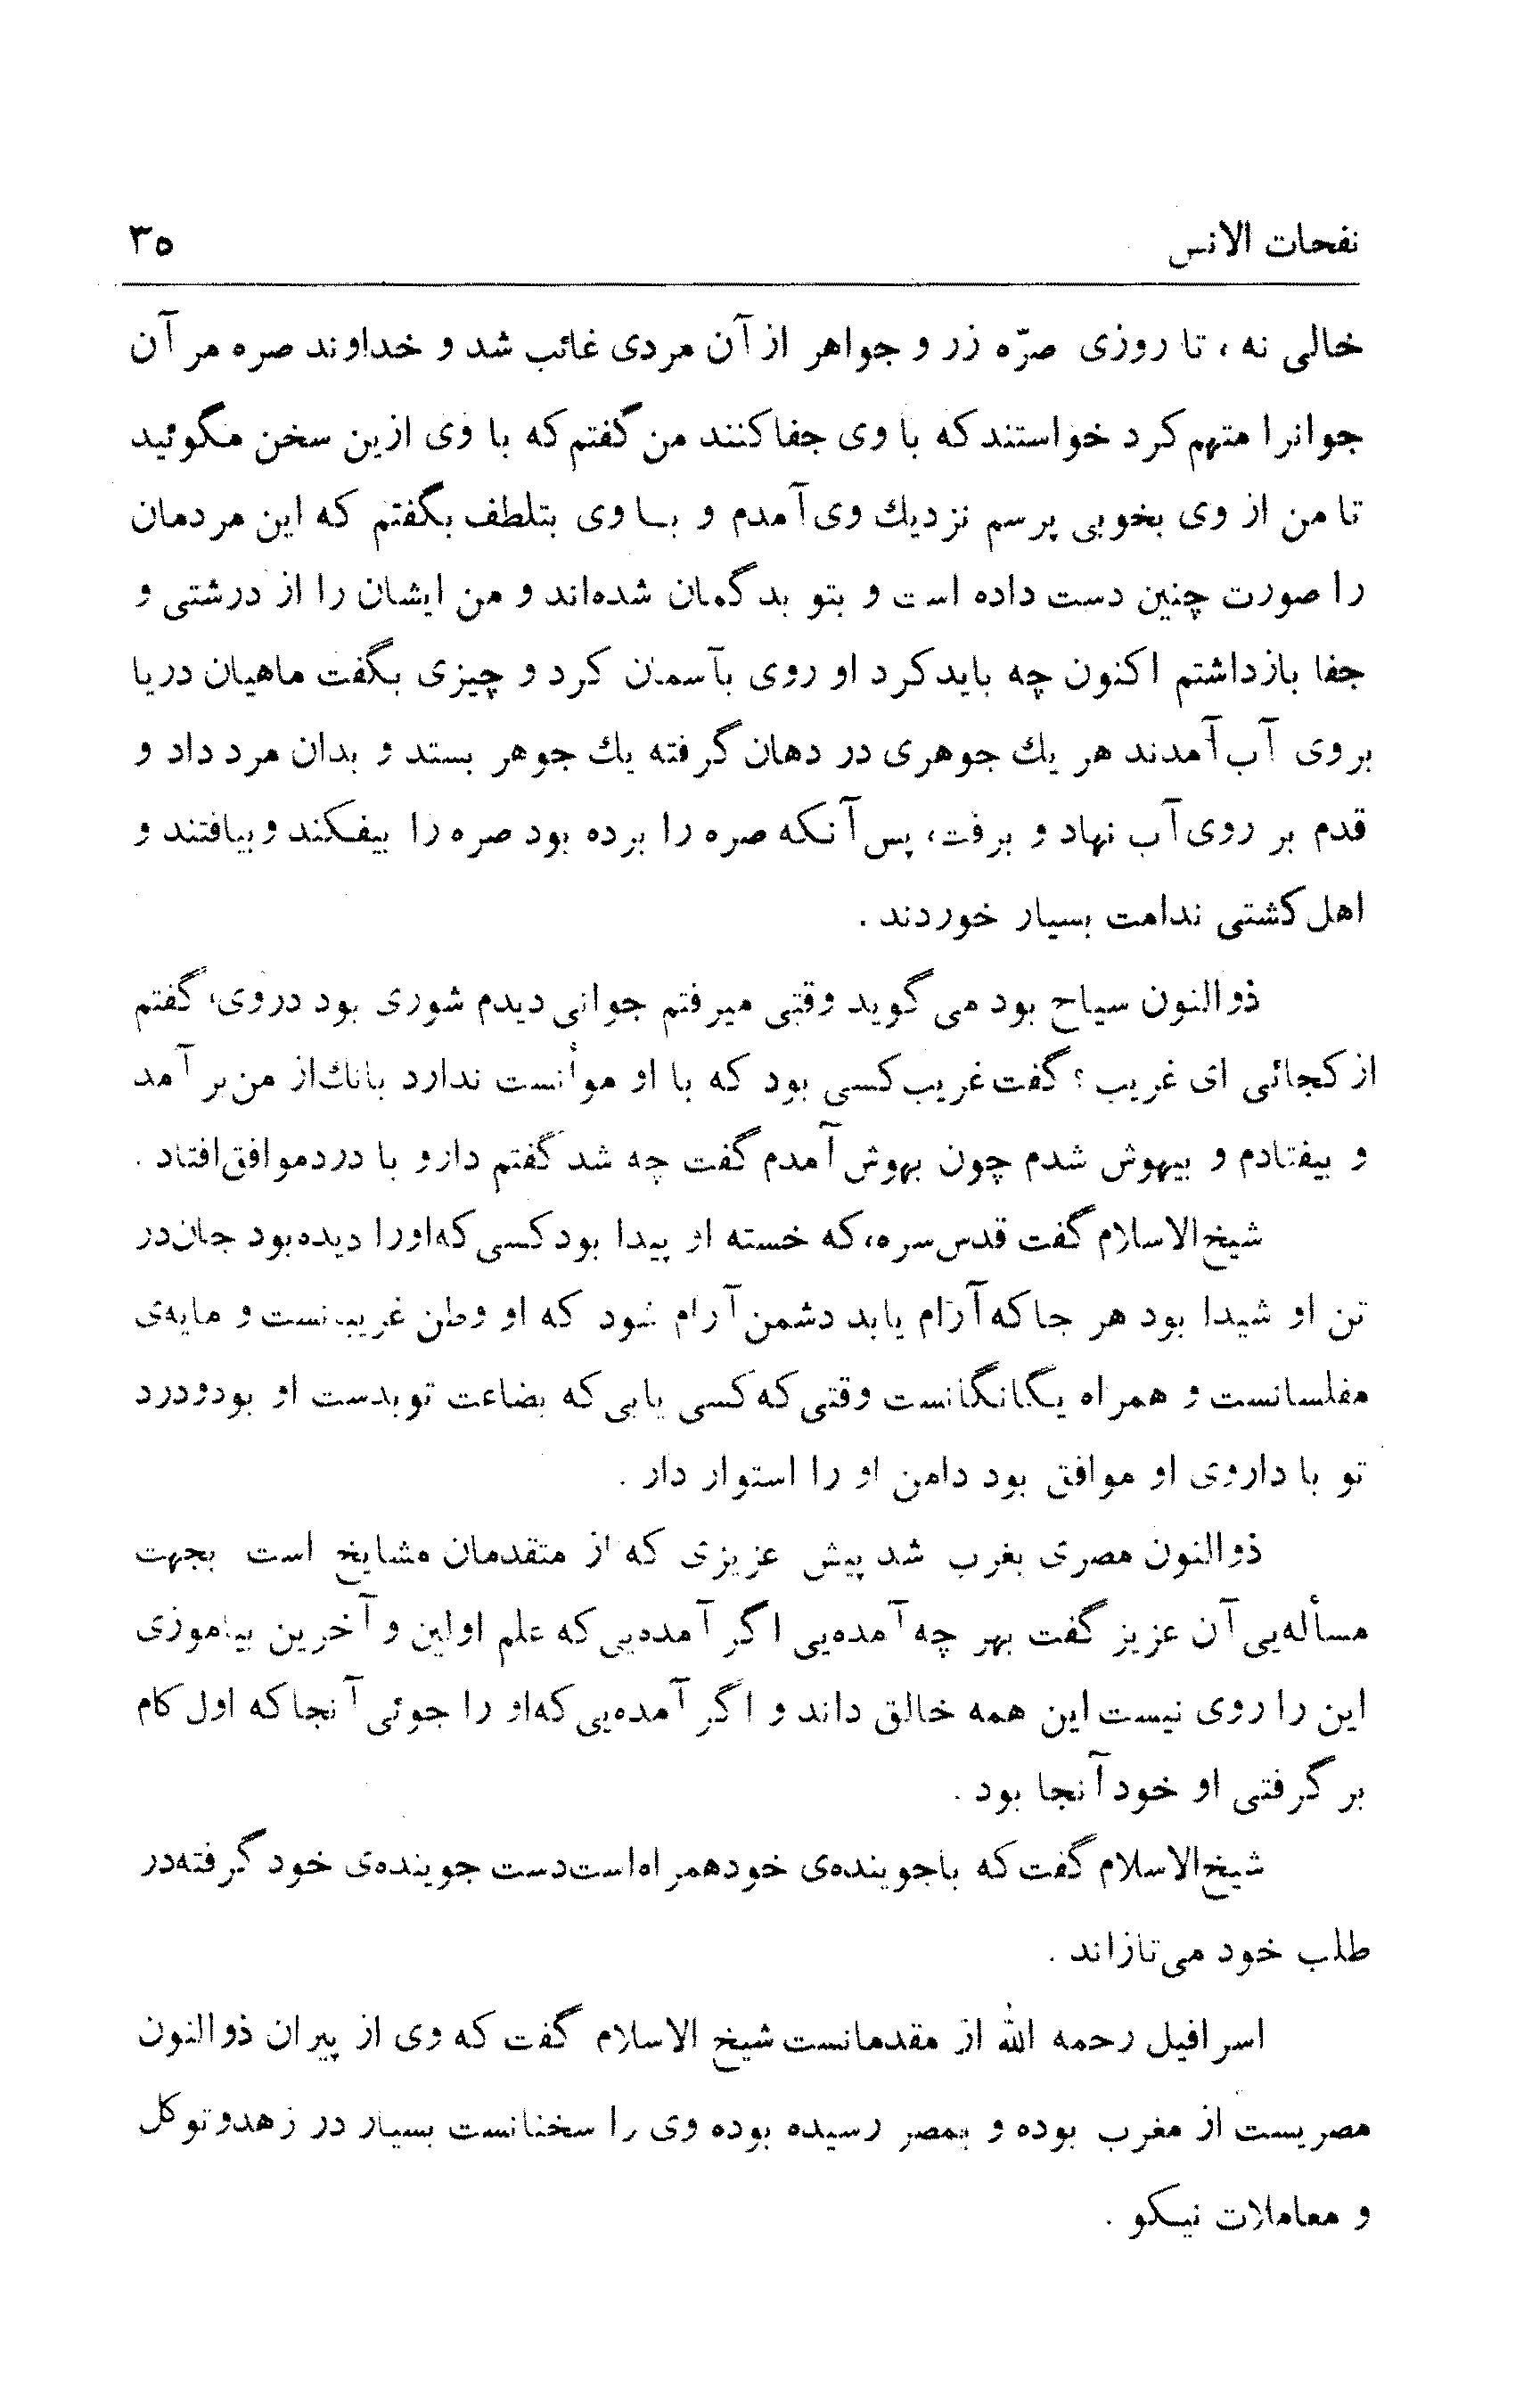 نفحات الانس ۳۵
خالی نه ، تا روزی صرّه زر و جواهر از آن مردی غائب شد و خداوند صره مر آن
جوانرا متهم کرد خواستند که با وی جفا کنند من گفتم که با وی ازین سخن مگوئید
تا من از وی بخوبی پرسم نزدیك وی آمدم و با وی بتلطف بگفتم که این مردمان
را صورت چنین دست داده است و بتو بدگمان شده‌اند و من ایشان را از درشتی و
جفا بازداشتم اکنون چه باید کرد او روی بآسمان کرد و چیزی بگفت ماهیان دریا
بروی آب آمدند هر یك جوهری در دهان گرفته یك جوهر بستد و بدان مرد داد و
قدم بر روی آب نهاد و برفت، پس آنکه صره را برده بود صره را بیفکند و بیافتند و
اهل کشتی ندامت بسیار خوردند .
ذوالنون سیاح بود می گوید وقتی میرفتم جوانی دیدم شوری بود دروی، گفتم
از کجائی ای غریب ؟ گفت غریب کسی بود که با او موأنست ندارد بانك از من بر آمد
و بیفتادم و بیهوش شدم چون بهوش آمدم گفت چه شد گفتم دارو با درد موافق افتاد .
شیخ‌الاسلام گفت قدس سره، که خسته او پیدا بود کسی که او را دیده بود جان در
تن او شیدا بود هر جا که آرام یابد دشمن آرام شود که او وطن غریبانست و مایه‌ی
مفلسانست و همراه یگانگانست وقتی که کسی یابی که بضاعت تو بدست او بود و درد
تو با داروی او موافق بود دامن او را استوار دار .
ذوالنون مصری بغرب شد پیش عزیزی که از متقدمان مشایخ است بجهت
مسأله‌یی آن عزیز گفت بهر چه آمده‌یی اگر آمده‌یی که علم اولین و آخرین بیاموزی
این را روی نیست این همه خالق داند و اگر آمده‌یی که او را جوئی آنجا که اول کام
بر گرفتی او خود آنجا بود .
شیخ‌الاسلام گفت که باجوینده‌ی خود همراه است دست جوینده‌ی خود گرفته در
طلب خود می‌تازاند .
اسرافیل رحمه الله از مقدمانست شیخ الاسلام گفت که وی از پیران ذوالنون
مصریست از مغرب بوده و بمصر رسیده بوده وی را سخنانست بسیار در زهد و توکل
و معاملات نیکو .